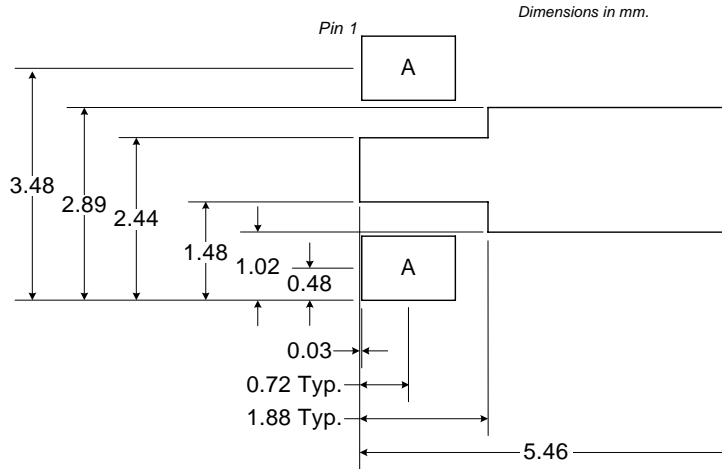 Dimensions in mm.
Pin 1
A
3.48
2.89
2.44
1.48
1.02
0.48
A
0.03
0.72 Typ.
1.88 Typ.
5.46